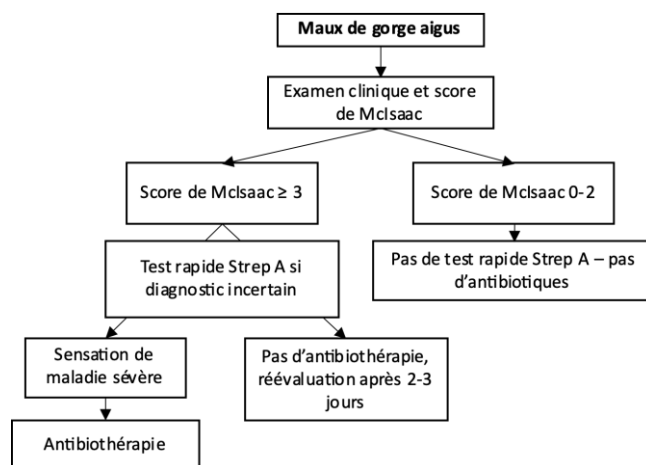 Maux de gorge aigus
Examen clinique et score
de McIsaac
Score de McIsaac ≥ 3
Score de McIsaac 0-2
Test rapide Strep A si
diagnostic incertain
Pas de test rapide Strep A – pas
d’antibiotiques
Sensation de
maladie sévère
Pas d’antibiothérapie,
réévaluation après 2-3
jours
Antibiothérapie